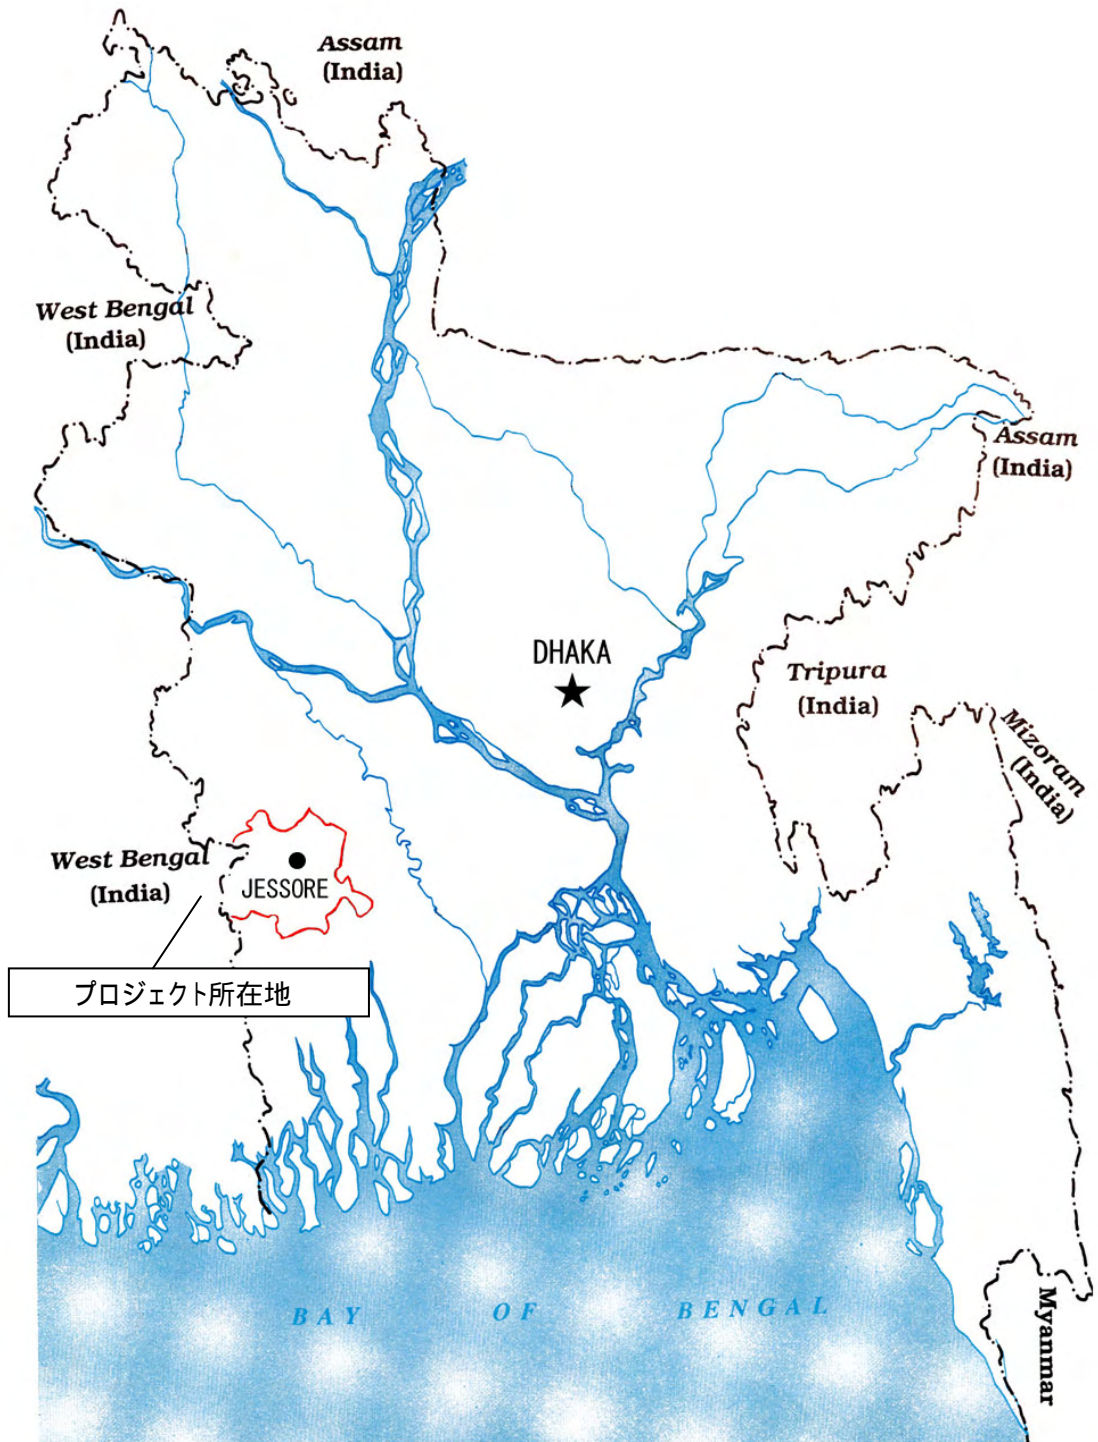 Assam
(India)
West Bengal
(India)
Assam
(India)
DHAKA
Tripura
(India)
Mizoram
(India)
West Bengal
(India)
JESSORE
プロジェクト所在地
BAY OF BENGAL
Myanmar